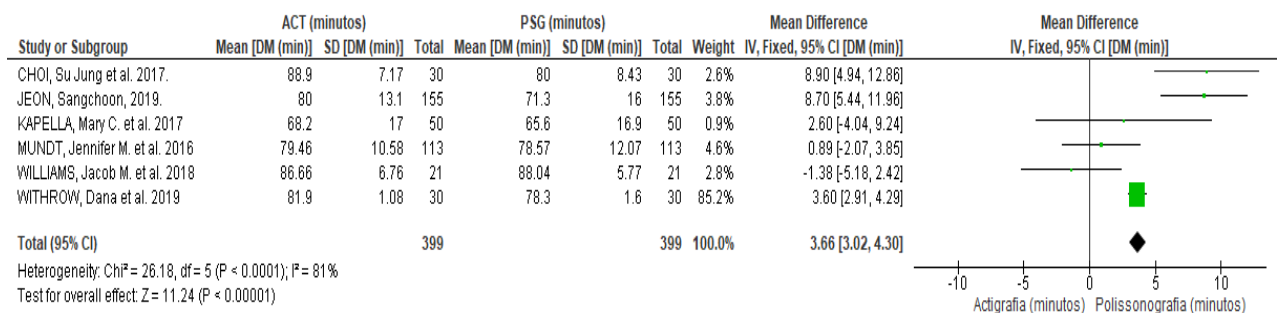 ACT (minutos) PSG (minutos) Mean Difference Mean Difference
Study or Subgroup Mean [DM (min)] SD [DM (min)] Total Mean [DM (min)] SD [DM (min)] Total Weight IV, Fixed, 95% CI [DM (min)] IV, Fixed, 95% CI [DM (min)]
CHOI, Su Jung et al. 2017. 88.9 7.17 30 80 8.43 30 2.6% 8.90 [4.94, 12.86]
JEON, Sangchoon, 2019. 80 13.1 155 71.3 16 155 3.8% 8.70 [5.44, 11.96]
KAPELLA, Mary C. et al. 2017 68.2 17 50 65.6 16.9 50 0.9% 2.60 [-4.04, 9.24]
MUNDT, Jennifer M. et al. 2016 79.46 10.58 113 78.57 12.07 113 4.6% 0.89 [-2.07, 3.85]
WILLIAMS, Jacob M. et al. 2018 86.66 6.76 21 88.04 5.77 21 2.8% -1.38 [-5.18, 2.42]
WITHROW, Dana et al. 2019 81.9 1.08 30 78.3 1.6 30 85.2% 3.60 [2.91, 4.29]
Total (95% CI) 399 399 100.0% 3.66 [3.02, 4.30]
Heterogeneity: Chi² = 26.18, df = 5 (P < 0.0001); I² = 81%
Test for overall effect: Z = 11.24 (P < 0.00001)
-10 -5 0 5 10
Actigrafia (minutos) Polissonografia (minutos)